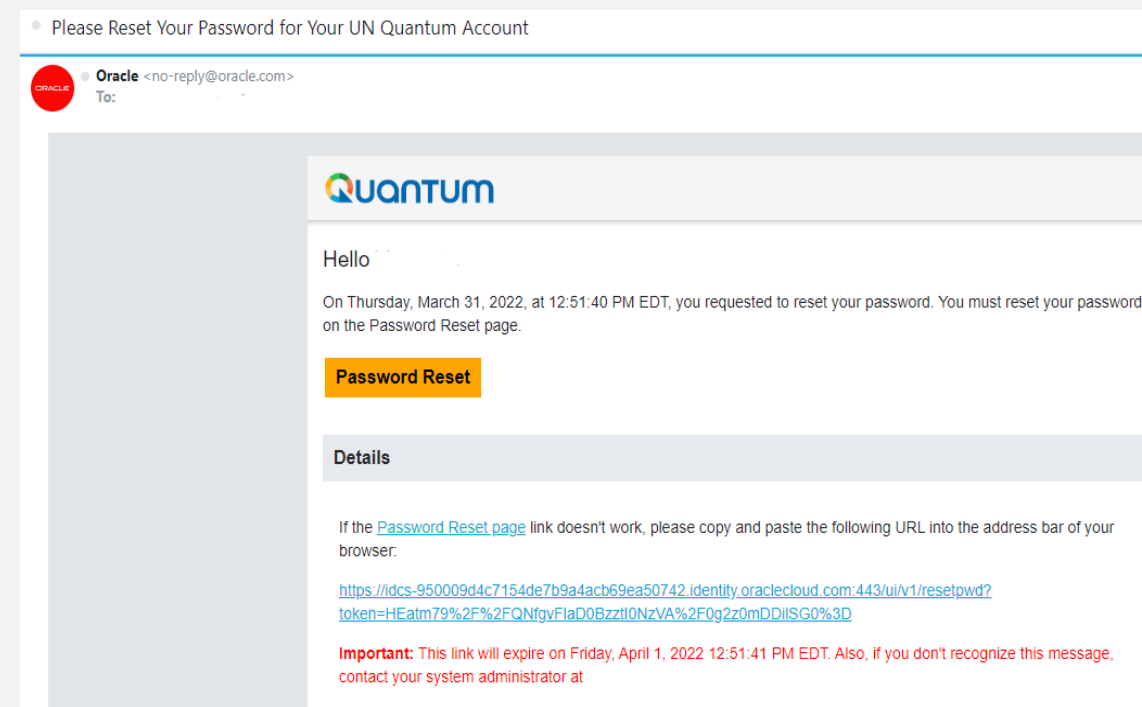 Please Reset Your Password for Your UN Quantum Account
ORACLE
Oracle <no-reply@oracle.com>
To:
QUANTUM
Hello
On Thursday, March 31, 2022, at 12:51:40 PM EDT, you requested to reset your password. You must reset your password
on the Password Reset page.
Password Reset
Details
If the Password Reset page link doesn't work, please copy and paste the following URL into the address bar of your
browser:
https://idcs-950009d4c7154de7b9a4acb69ea50742.identity.oraclecloud.com:443/ui/v1/resetpwd?
token=HEatm79%2F%2FQNfgvFIaD0BzztI0NzVA%2F0g2z0mDDilSG0%3D
Important: This link will expire on Friday, April 1, 2022 12:51:41 PM EDT. Also, if you don't recognize this message,
contact your system administrator at